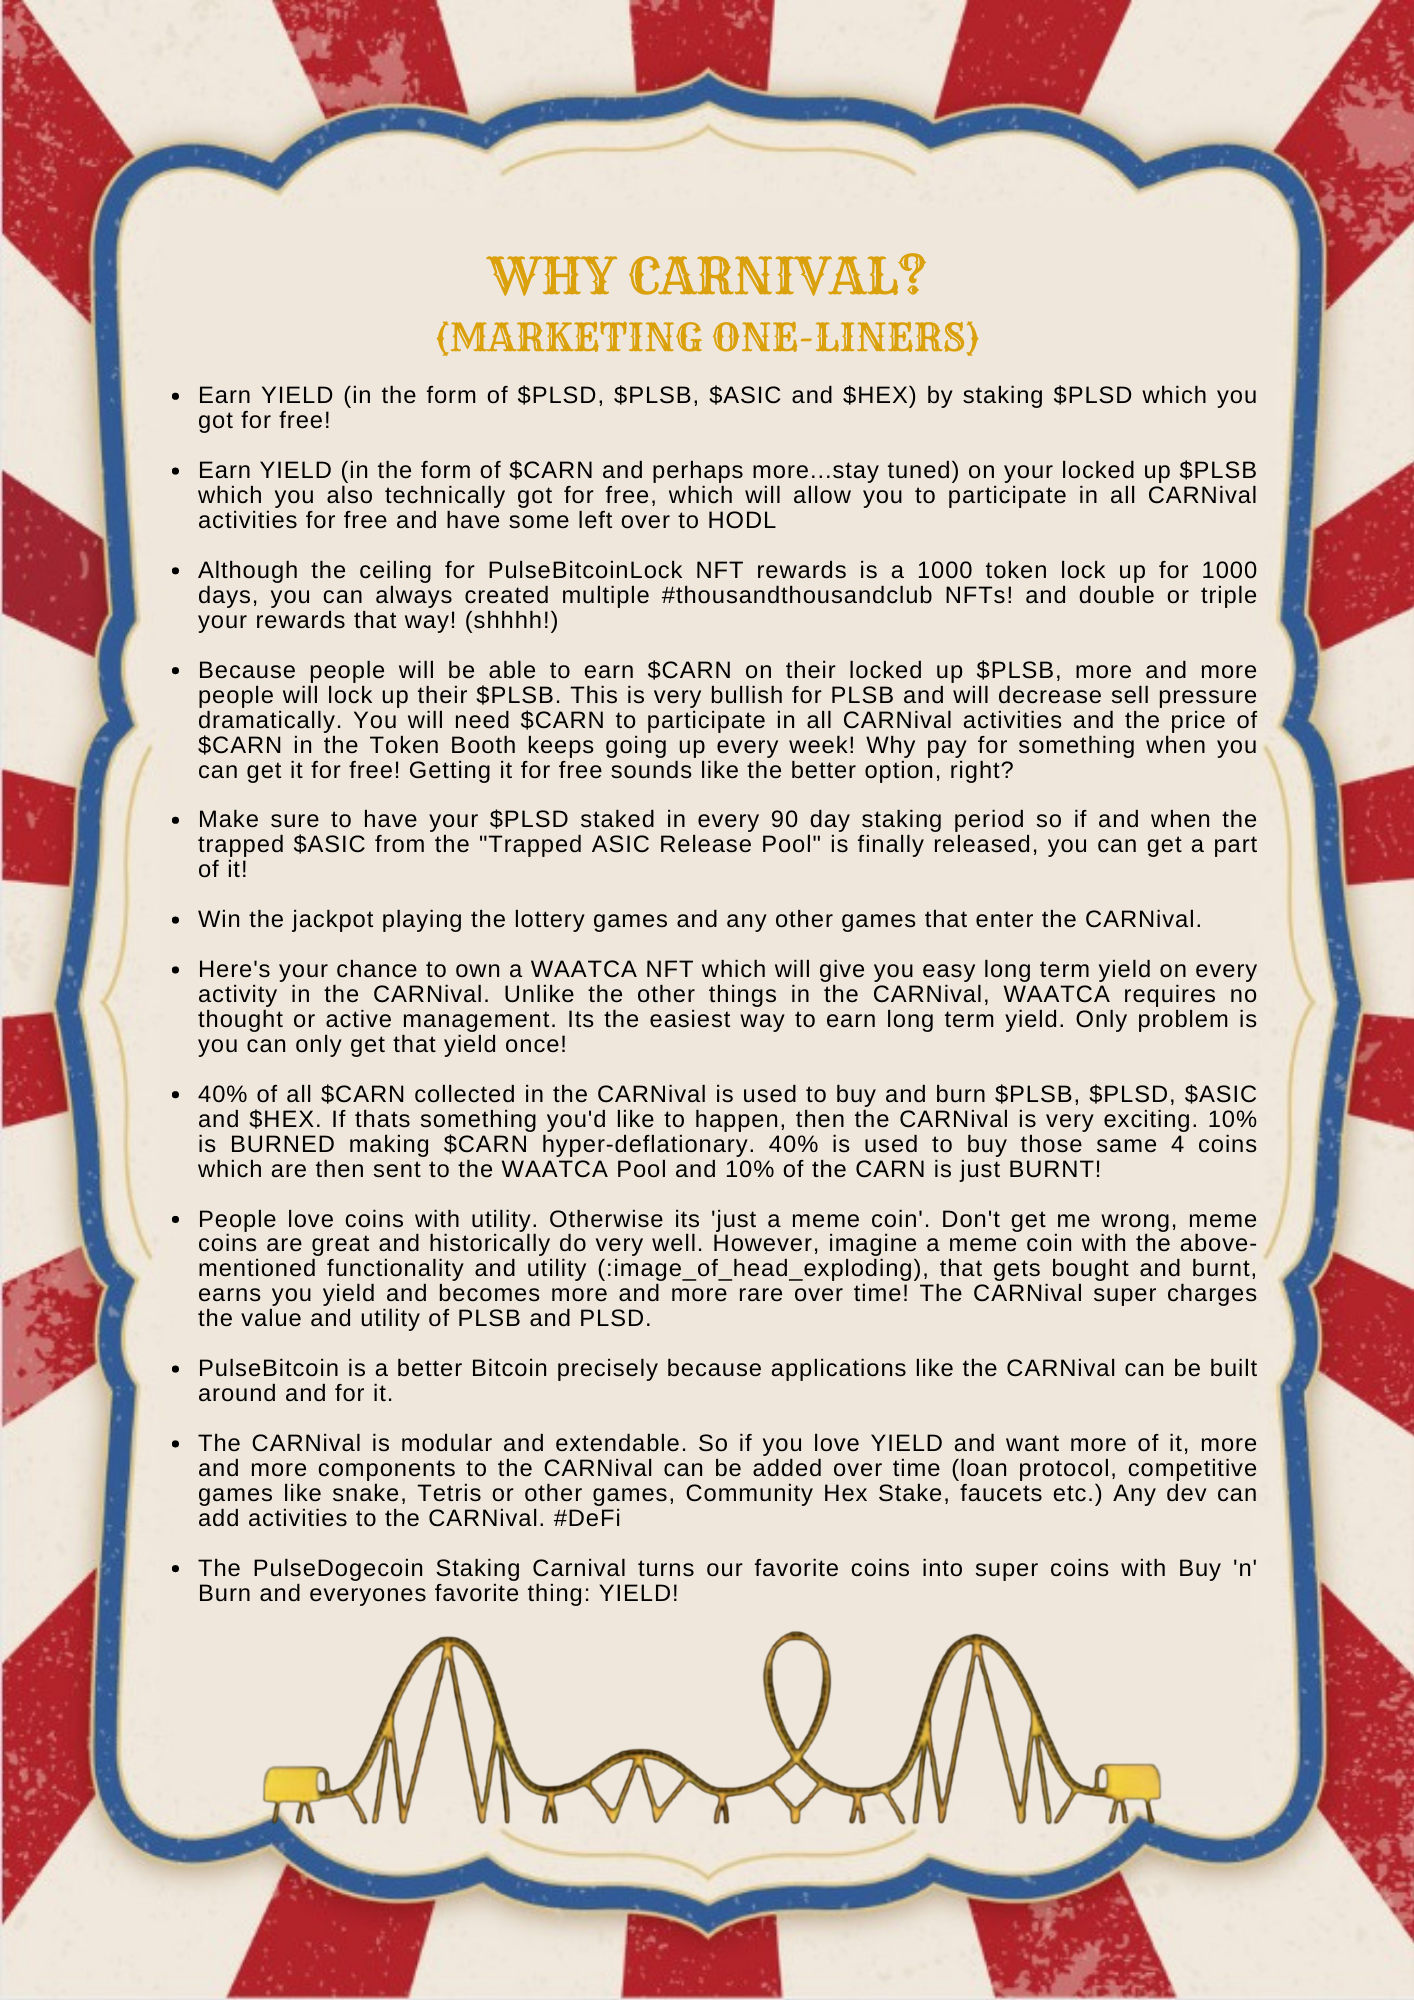 WHY CARNIVAL?
(MARKETING ONE-LINERS)
• Earn YIELD (in the form of $PLSD, $PLSB, $ASIC and $HEX) by staking $PLSD which you
got for free!
• Earn YIELD (in the form of $CARN and perhaps more...stay tuned) on your locked up $PLSB
which you also technically got for free, which will allow you to participate in all CARNival
activities for free and have some left over to HODL
• Although the ceiling for PulseBitcoinLock NFT rewards is a 1000 token lock up for 1000
days, you can always created multiple #thousandthousandclub NFTs! and double or triple
your rewards that way! (shhhh!)
• Because people will be able to earn $CARN on their locked up $PLSB, more and more
people will lock up their $PLSB. This is very bullish for PLSB and will decrease sell pressure
dramatically. You will need $CARN to participate in all CARNival activities and the price of
$CARN in the Token Booth keeps going up every week! Why pay for something when you
can get it for free! Getting it for free sounds like the better option, right?
• Make sure to have your $PLSD staked in every 90 day staking period so if and when the
trapped $ASIC from the "Trapped ASIC Release Pool" is finally released, you can get a part
of it!
• Win the jackpot playing the lottery games and any other games that enter the CARNival.
• Here's your chance to own a WAATCA NFT which will give you easy long term yield on every
activity in the CARNival. Unlike the other things in the CARNival, WAATCA requires no
thought or active management. Its the easiest way to earn long term yield. Only problem is
you can only get that yield once!
• 40% of all $CARN collected in the CARNival is used to buy and burn $PLSB, $PLSD, $ASIC
and $HEX. If thats something you'd like to happen, then the CARNival is very exciting. 10%
is BURNED making $CARN hyper-deflationary. 40% is used to buy those same 4 coins
which are then sent to the WAATCA Pool and 10% of the CARN is just BURNT!
• People love coins with utility. Otherwise its 'just a meme coin'. Don't get me wrong, meme
coins are great and historically do very well. However, imagine a meme coin with the above-
mentioned functionality and utility (:image_of_head_exploding), that gets bought and burnt,
earns you yield and becomes more and more rare over time! The CARNival super charges
the value and utility of PLSB and PLSD.
• PulseBitcoin is a better Bitcoin precisely because applications like the CARNival can be built
around and for it.
• The CARNival is modular and extendable. So if you love YIELD and want more of it, more
and more components to the CARNival can be added over time (loan protocol, competitive
games like snake, Tetris or other games, Community Hex Stake, faucets etc.) Any dev can
add activities to the CARNival. #DeFi
• The PulseDogecoin Staking Carnival turns our favorite coins into super coins with Buy 'n'
Burn and everyones favorite thing: YIELD!